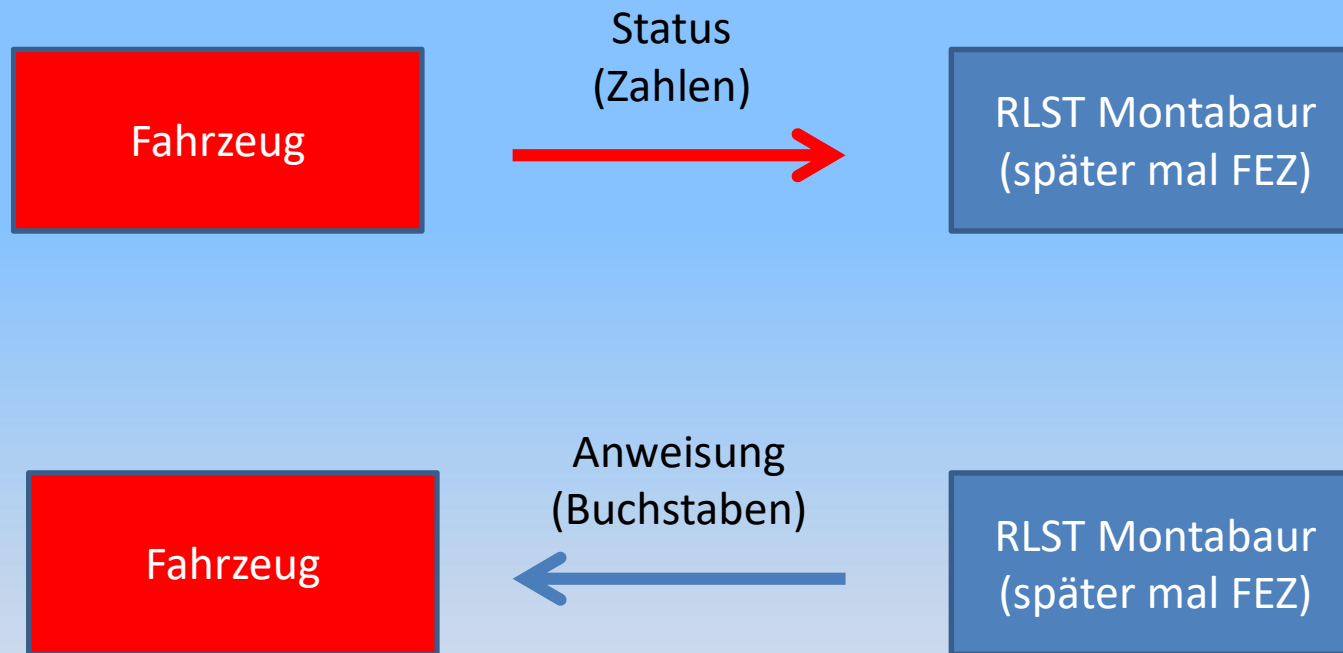 Status
(Zahlen)
Fahrzeug
RLST Montabaur
(später mal FEZ)
Anweisung
(Buchstaben)
Fahrzeug
RLST Montabaur
(später mal FEZ)